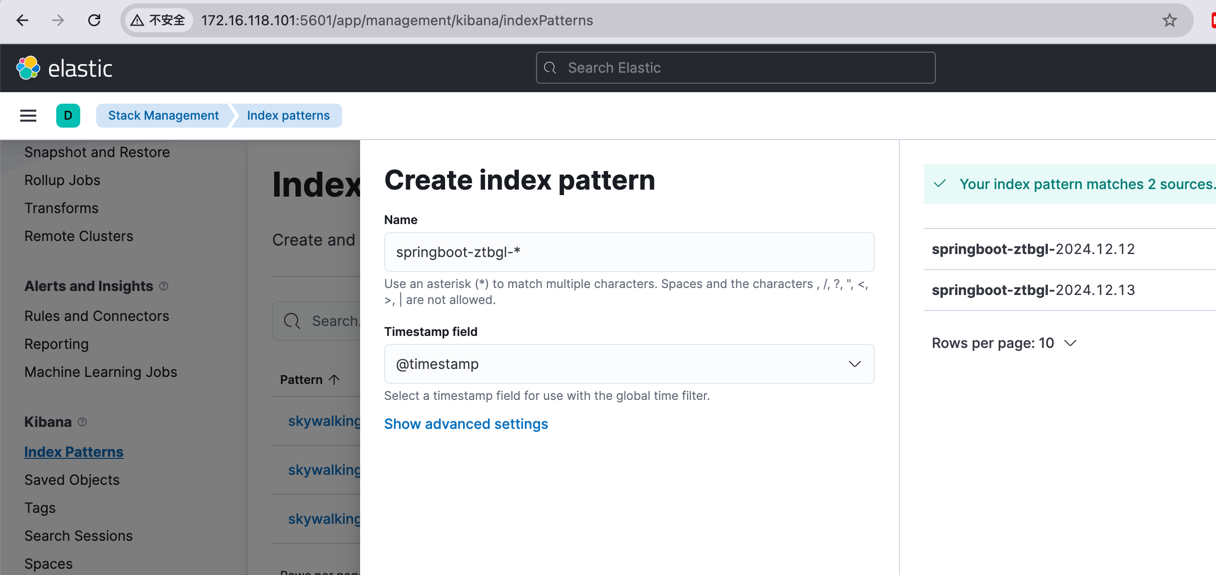 不安全 172.16.118.101:5601/app/management/kibana/indexPatterns
elastic
Search Elastic
D
Stack Management
Index patterns
Snapshot and Restore
Rollup Jobs
Transforms
Remote Clusters
Alerts and Insights
Rules and Connectors
Reporting
Machine Learning Jobs
Kibana
Index Patterns
Saved Objects
Tags
Search Sessions
Spaces
Index
Create and
Search.
Pattern
skywalking
skywalking
skywalking
Rows per page
Create index pattern
Name
springboot-ztbgl-*
Use an asterisk (*) to match multiple characters. Spaces and the characters , /, ?, ", <,
>, | are not allowed.
Timestamp field
@timestamp
Select a timestamp field for use with the global time filter.
Show advanced settings
Your index pattern matches 2 sources.
springboot-ztbgl-2024.12.12
springboot-ztbgl-2024.12.13
Rows per page: 10